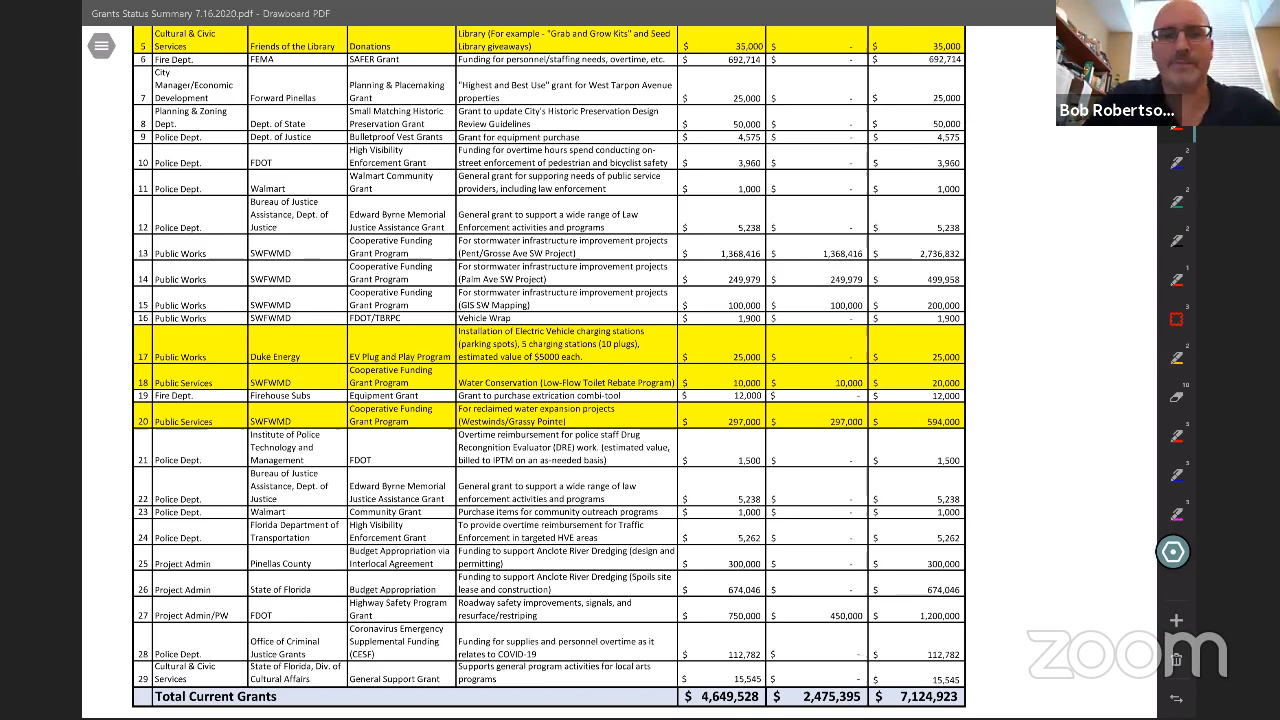 Grants Status Summary 7.16.2020.pdf - Drawboard PDF
Cultural & Civic Library (For example - "Grab and Grow Kits" and Seed
5 Services Friends of the Library Donations Library giveaways) $ 35,000 $ - $ 35,000
6 Fire Dept. FEMA SAFER Grant Funding for personnel/staffing needs, overtime, etc. $ 692,714 $ - $ 692,714
City
Manager/Economic Planning & Placemaking "Highest and Best Use" grant for West Tarpon Avenue
7 Development Forward Pinellas Grant properties $ 25,000 $ - $ 25,000
Planning & Zoning Small Matching Historic Grant to update City's Historic Preservation Design
8 Dept. Dept. of State Preservation Grant Review Guidelines $ 50,000 $ - $ 50,000
9 Police Dept. Dept. of Justice Bulletproof Vest Grants Grant for equipment purchase $ 4,575 $ - $ 4,575
High Visibility Funding for overtime hours spend conducting on-
10 Police Dept. FDOT Enforcement Grant street enforcement of pedestrian and bicyclist safety $ 3,960 $ - $ 3,960
Walmart Community General grant for supporing needs of public service
11 Police Dept. Walmart Grant providers, including law enforcement $ 1,000 $ - $ 1,000
Bureau of Justice
Assistance, Dept. of Edward Byrne Memorial General grant to support a wide range of Law
12 Police Dept. Justice Justice Assistance Grant Enforcement activities and programs $ 5,238 $ - $ 5,238
Cooperative Funding For stormwater infrastructure improvement projects
13 Public Works SWFWMD Grant Program (Pent/Grosse Ave SW Project) $ 1,368,416 $ 1,368,416 $ 2,736,832
Cooperative Funding For stormwater infrastructure improvement projects
14 Public Works SWFWMD Grant Program (Palm Ave SW Project) $ 249,979 $ 249,979 $ 499,958
Cooperative Funding For stormwater infrastructure improvement projects
15 Public Works SWFWMD Grant Program (GIS SW Mapping) $ 100,000 $ 100,000 $ 200,000
16 Public Works SWFWMD FDOT/TBRPC Vehicle Wrap $ 1,900 $ - $ 1,900
Installation of Electric Vehicle charging stations
(parking spots), 5 charging stations (10 plugs),
17 Public Works Duke Energy EV Plug and Play Program estimated value of $5000 each. $ 25,000 $ - $ 25,000
Cooperative Funding
18 Public Services SWFWMD Grant Program Water Conservation (Low-Flow Toilet Rebate Program) $ 10,000 $ 10,000 $ 20,000
19 Fire Dept. Firehouse Subs Equipment Grant Grant to purchase extrication combi-tool $ 12,000 $ - $ 12,000
Cooperative Funding For reclaimed water expansion projects
20 Public Services SWFWMD Grant Program (Westwinds/Grassy Pointe) $ 297,000 $ 297,000 $ 594,000
Institute of Police Overtime reimbursement for police staff Drug
Technology and Recongnition Evaluator (DRE) work. (estimated value,
21 Police Dept. Management FDOT billed to IPTM on an as-needed basis) $ 1,500 $ - $ 1,500
Bureau of Justice
Assistance, Dept. of Edward Byrne Memorial General grant to support a wide range of law
22 Police Dept. Justice Justice Assistance Grant enforcement activities and programs $ 5,238 $ - $ 5,238
23 Police Dept. Walmart Community Grant Purchase items for community outreach programs $ 1,000 $ - $ 1,000
Florida Department of High Visibility To provide overtime reimbursement for Traffic
24 Police Dept. Transportation Enforcement Grant Enforcement in targeted HVE areas $ 5,262 $ - $ 5,262
Budget Appropriation via Funding to support Anclote River Dredging (design and
25 Project Admin Pinellas County Interlocal Agreement permitting) $ 300,000 $ - $ 300,000
Funding to support Anclote River Dredging (Spoils site
26 Project Admin State of Florida Budget Appropriation lease and construction) $ 674,046 $ - $ 674,046
Highway Safety Program Roadway safety improvements, signals, and
27 Project Admin/PW FDOT Grant resurface/restriping $ 750,000 $ 450,000 $ 1,200,000
Coronavirus Emergency
Office of Criminal Supplemental Funding Funding for supplies and personnel overtime as it
28 Police Dept. Justice Grants (CESF) relates to COVID-19 $ 112,782 $ - $ 112,782
Cultural & Civic State of Florida, Div. of Supports general program activities for local arts
29 Services Cultural Affairs General Support Grant programs $ 15,545 $ - $ 15,545
Total Current Grants $ 4,649,528 $ 2,475,395 $ 7,124,923
Bob Robertso...
2
2
2
1
3
2
10
3
3
3
zoom